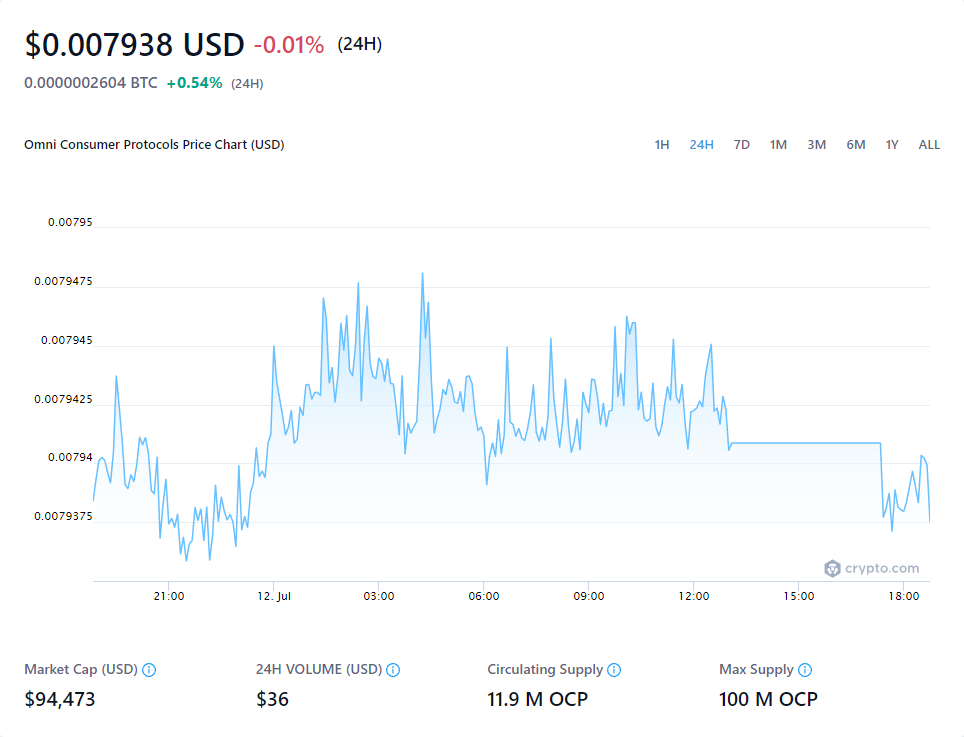 $0.007938 USD -0.01% (24H)
0.0000002604 BTC +0.54% (24H)
Omni Consumer Protocols Price Chart (USD) 1H 24H 7D 1M 3M 6M 1Y ALL
0.00795
0.0079475
0.007945
0.0079425
0.00794
0.0079375
crypto.com
21:00 12. Jul 03:00 06:00 09:00 12:00 15:00 18:00
Market Cap (USD) 24H VOLUME (USD) Circulating Supply Max Supply
$94,473 $36 11.9 M OCP 100 M OCP